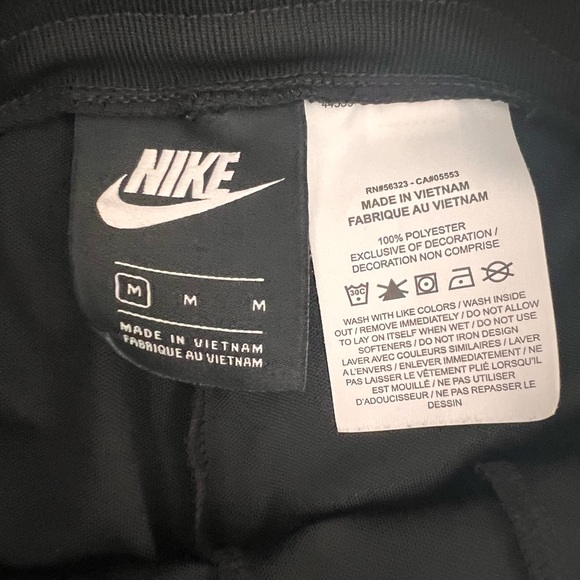 NIKE
M M M
MADE IN VIETNAM
FABRIQUE AU VIETNAM
RN#56323 - CA#05553
MADE IN VIETNAM
FABRIQUE AU VIETNAM
100% POLYESTER
EXCLUSIVE OF DECORATION /
DECORATION NON COMPRISE
30C
WASH WITH LIKE COLORS / WASH INSIDE
OUT / REMOVE IMMEDIATELY / DO NOT ALLOW
TO LAY ON ITSELF WHEN WET / DO NOT USE
SOFTENERS / DO NOT IRON DESIGN
LAVER AVEC COULEURS SIMILAIRES / LAVER
A L'ENVERS / ENLEVER IMMEDIATEMENT / NE
PAS LAISSER LE VÊTEMENT PLIÉ LORSQU'IL
EST MOUILLÉ / NE PAS UTILISER
D'ADOUCISSEUR / NE PAS REPASSER LE
DESSIN